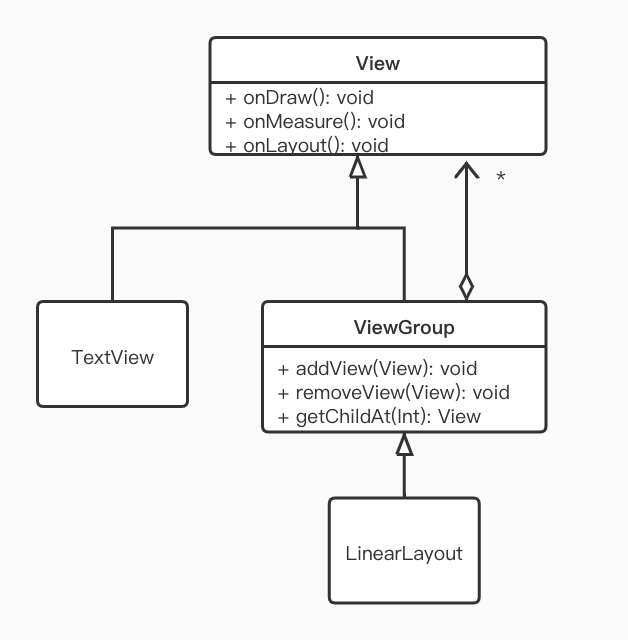 View
+ onDraw(): void
+ onMeasure(): void
+ onLayout(): void
*
TextView
ViewGroup
+ addView(View): void
+ removeView(View): void
+ getChildAt(Int): View
LinearLayout